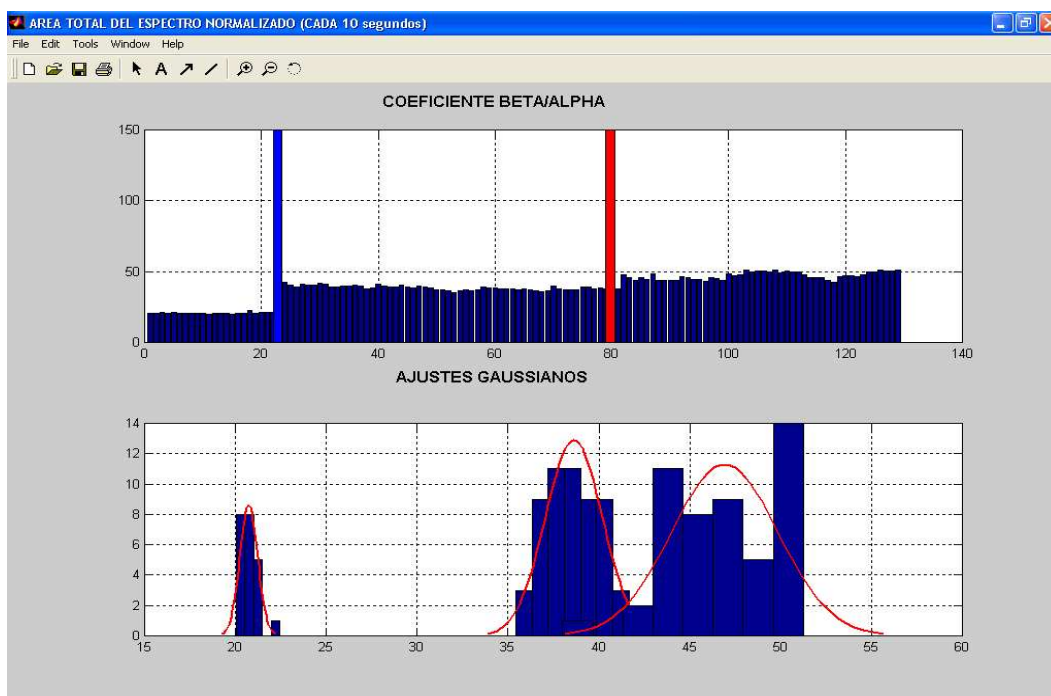 AREA TOTAL DEL ESPECTRO NORMALIZADO (CADA 10 segundos)
File Edit Tools Window Help
A
COEFICIENTE BETA/ALPHA
150
100
50
0
0 20 40 60 80 100 120 140
AJUSTES GAUSSIANOS
14
12
10
8
6
4
2
0
15 20 25 30 35 40 45 50 55 60